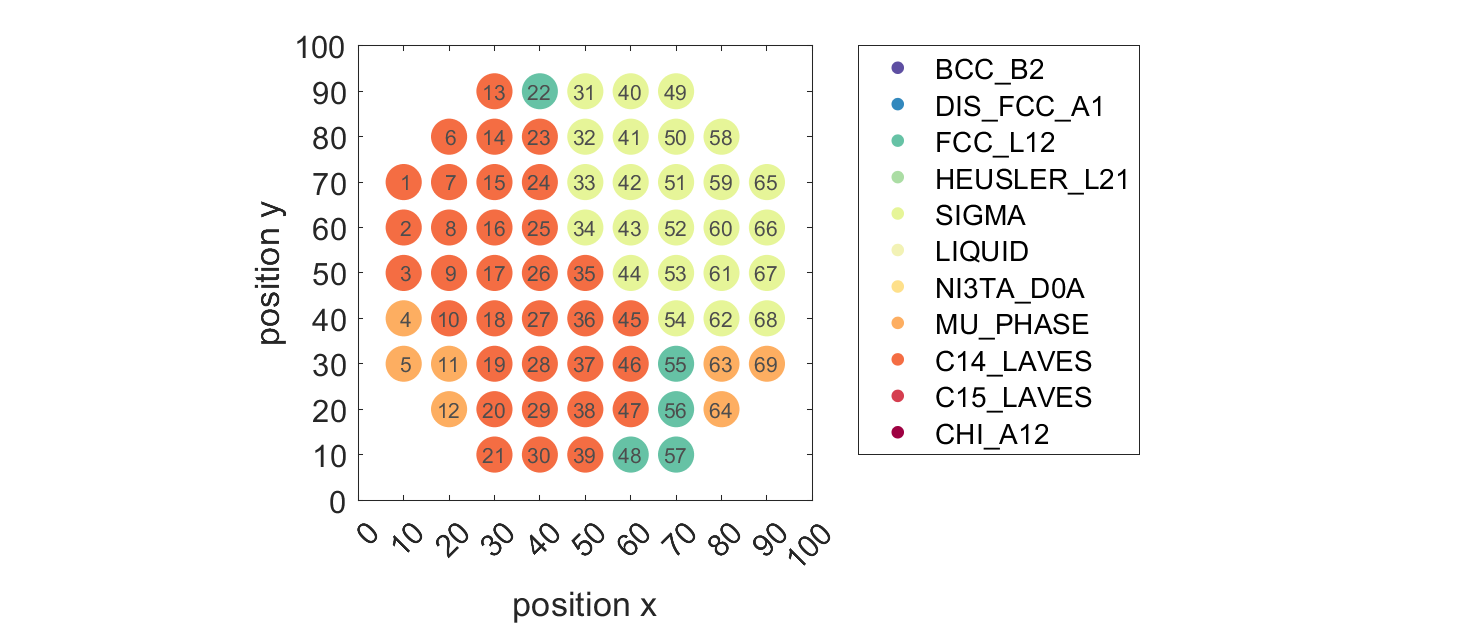 100
90 13 22 31 40 49
80 6 14 23 32 41 50 58
70 1 7 15 24 33 42 51 59 65
60 2 8 16 25 34 43 52 60 66
50 3 9 17 26 35 44 53 61 67
40 4 10 18 27 36 45 54 62 68
30 5 11 19 28 37 46 55 63 69
20 12 20 29 38 47 56 64
10 21 30 39 48 57
0
position y
0 10 20 30 40 50 60 70 80 90 100
position x
BCC_B2
DIS_FCC_A1
FCC_L12
HEUSLER_L21
SIGMA
LIQUID
NI3TA_D0A
MU_PHASE
C14_LAVES
C15_LAVES
CHI_A12